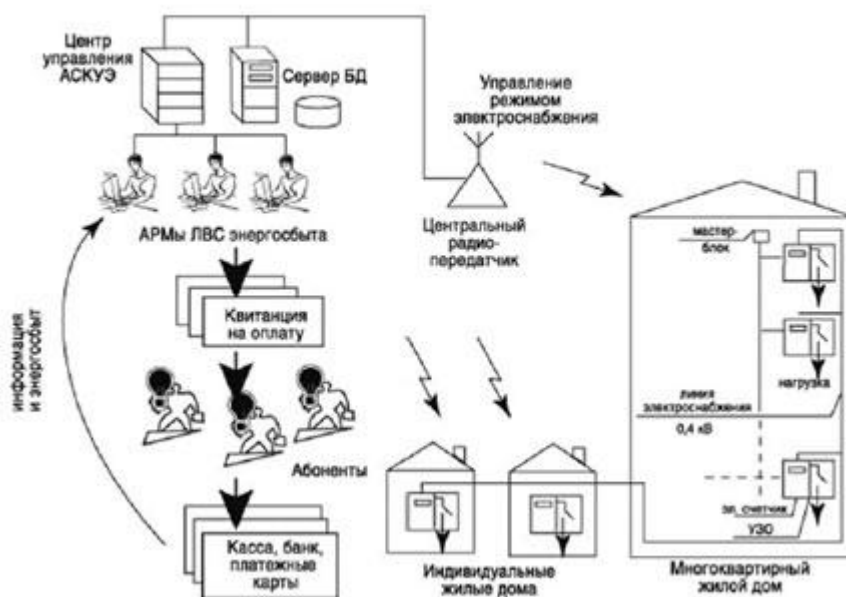 Центр
управления
АСКУЭ
Сервер БД
Управление
режимом
электроснабжения
АРМы ЛВС энергосбыта
Центральный
радио-
передатчик
мастер-
блок
Квитанция
на оплату
информация
и энергосбыт
нагрузка
линия
электроснабжения
0,4 кВ
Абоненты
эл. счетчик
УЗО
Касса, банк,
платежные
карты
Индивидуальные
жилые дома
Многоквартирный
жилой дом